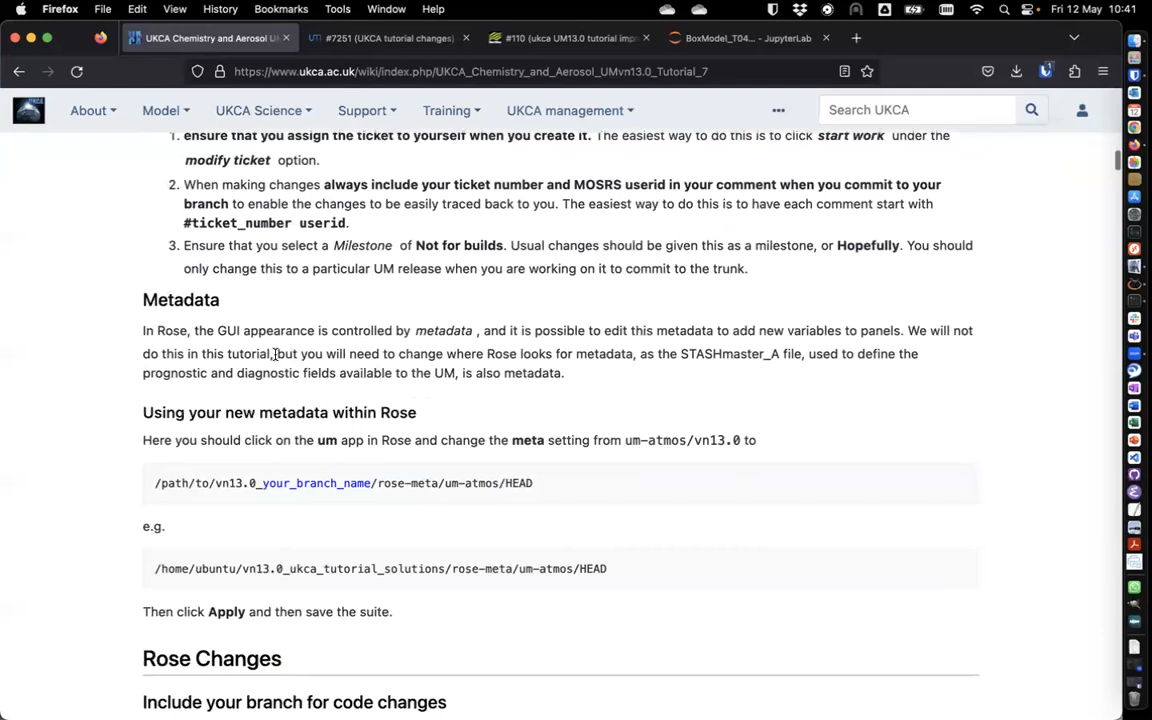 Firefox File Edit View History Bookmarks Tools Window Help Fri 12 May 10:41
UKCA Chemistry and Aerosol U #7251 (UKCA tutorial changes) #110 (ukca UM13.0 tutorial imp BoxModel_T04... - JupyterLab
https://www.ukca.ac.uk/wiki/index.php/UKCA_Chemistry_and_Aerosol_UMvn13.0_Tutorial_7
About Model UKCA Science Support Training UKCA management Search UKCA
1. ensure that you assign the ticket to yourself when you create it. The easiest way to do this is to click start work under the
modify ticket option.
2. When making changes always include your ticket number and MOSRS userid in your comment when you commit to your
branch to enable the changes to be easily traced back to you. The easiest way to do this is to have each comment start with
#ticket_number userid.
3. Ensure that you select a Milestone of Not for builds. Usual changes should be given this as a milestone, or Hopefully. You should
only change this to a particular UM release when you are working on it to commit to the trunk.
Metadata
In Rose, the GUI appearance is controlled by metadata , and it is possible to edit this metadata to add new variables to panels. We will not
do this in this tutorial, but you will need to change where Rose looks for metadata, as the STASHmaster_A file, used to define the
prognostic and diagnostic fields available to the UM, is also metadata.
Using your new metadata within Rose
Here you should click on the um app in Rose and change the meta setting from um-atmos/vn13.0 to
/path/to/vn13.0_your_branch_name/rose-meta/um-atmos/HEAD
e.g.
/home/ubuntu/vn13.0_ukca_tutorial_solutions/rose-meta/um-atmos/HEAD
Then click Apply and then save the suite.
Rose Changes
Include your branch for code changes